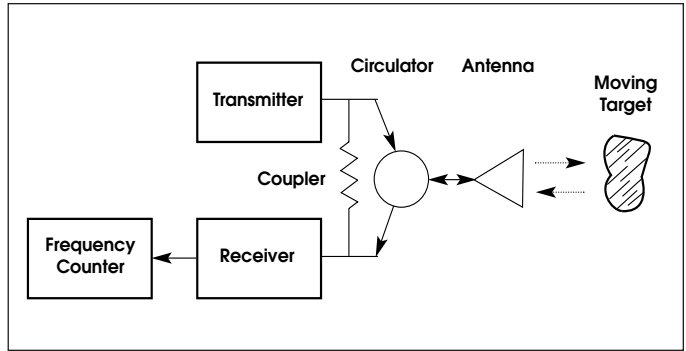 Circulator
Antenna
Moving
Target
Transmitter
Coupler
Frequency
Counter
Receiver